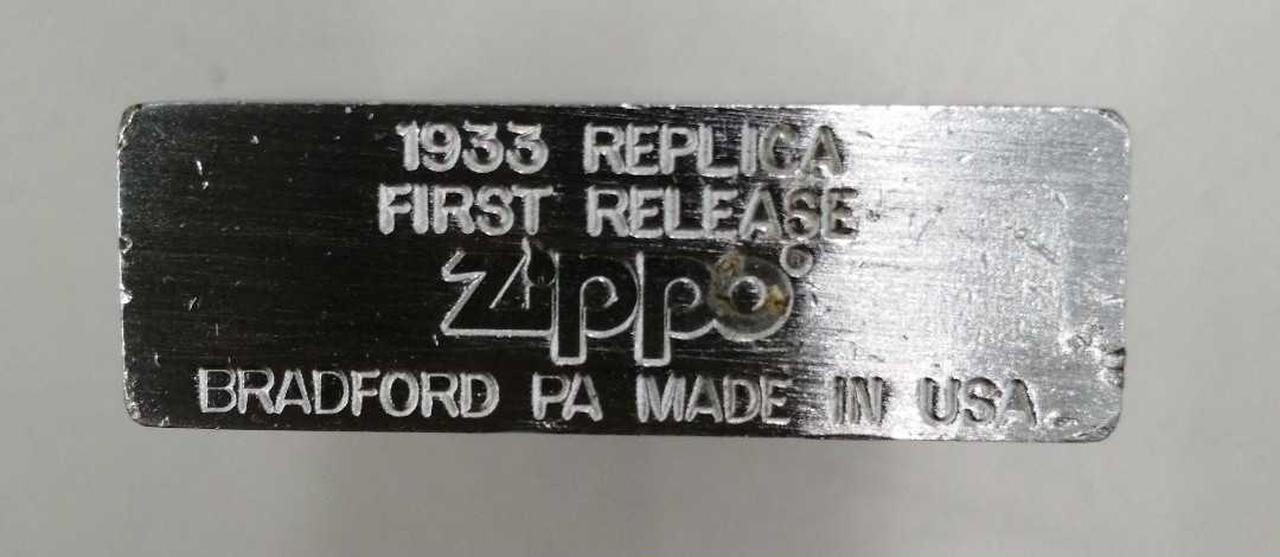 1933 REPLICA
FIRST RELEASE
Zippo
BRADFORD PA MADE IN USA